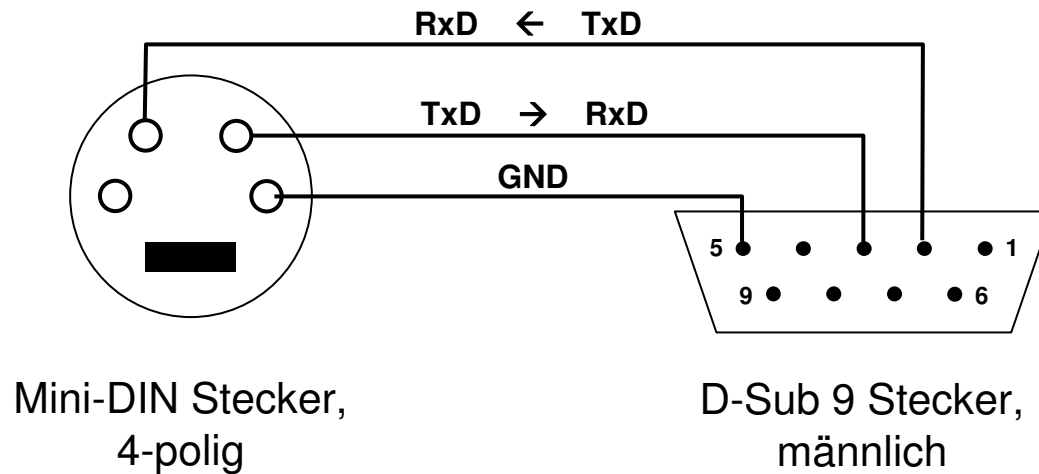 RxD ← TxD
TxD → RxD
GND
5 1
9 6
Mini-DIN Stecker,
4-polig
D-Sub 9 Stecker,
männlich